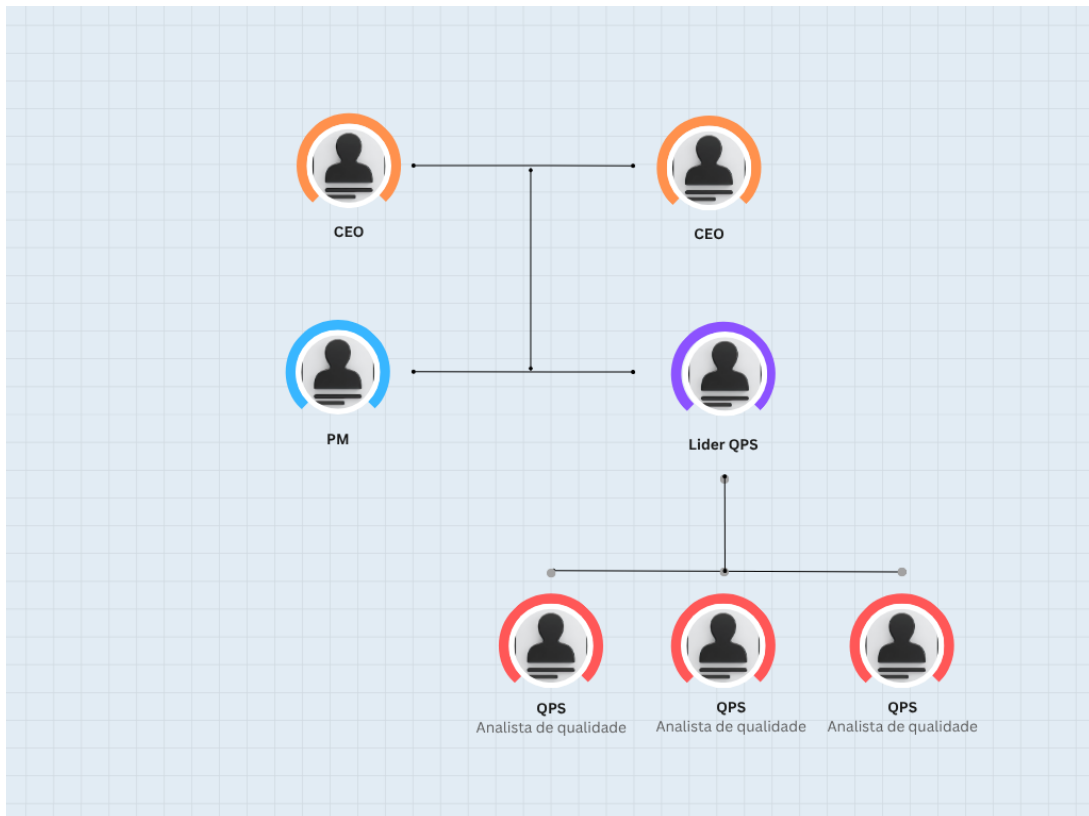 CEO
CEO
PM
Lider QPS
QPS
Analista de qualidade
QPS
Analista de qualidade
QPS
Analista de qualidade